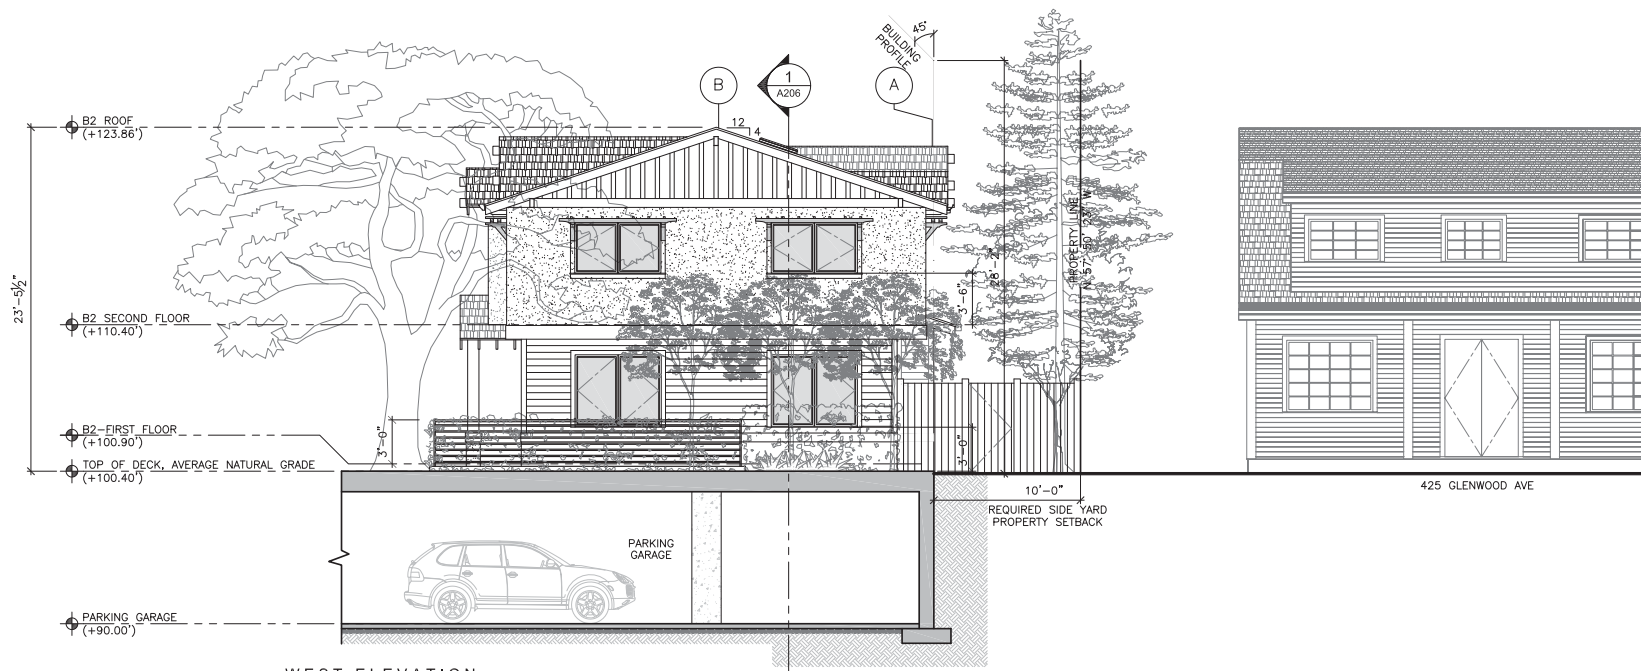 45°
BUILDING
PROFILE
B
1
A206
A
B2 ROOF
(+123.86')
12
4
PROPERTY LINE
N 57° 50' 23" W
28'-2"
23'-5½"
3'-6"
B2 SECOND FLOOR
(+110.40')
B2-FIRST FLOOR
(+100.90')
3'-0"
3'-0"
TOP OF DECK, AVERAGE NATURAL GRADE
(+100.40')
425 GLENWOOD AVE
10'-0"
REQUIRED SIDE YARD
PROPERTY SETBACK
PARKING
GARAGE
PARKING GARAGE
(+90.00')
WEST ELEVATION